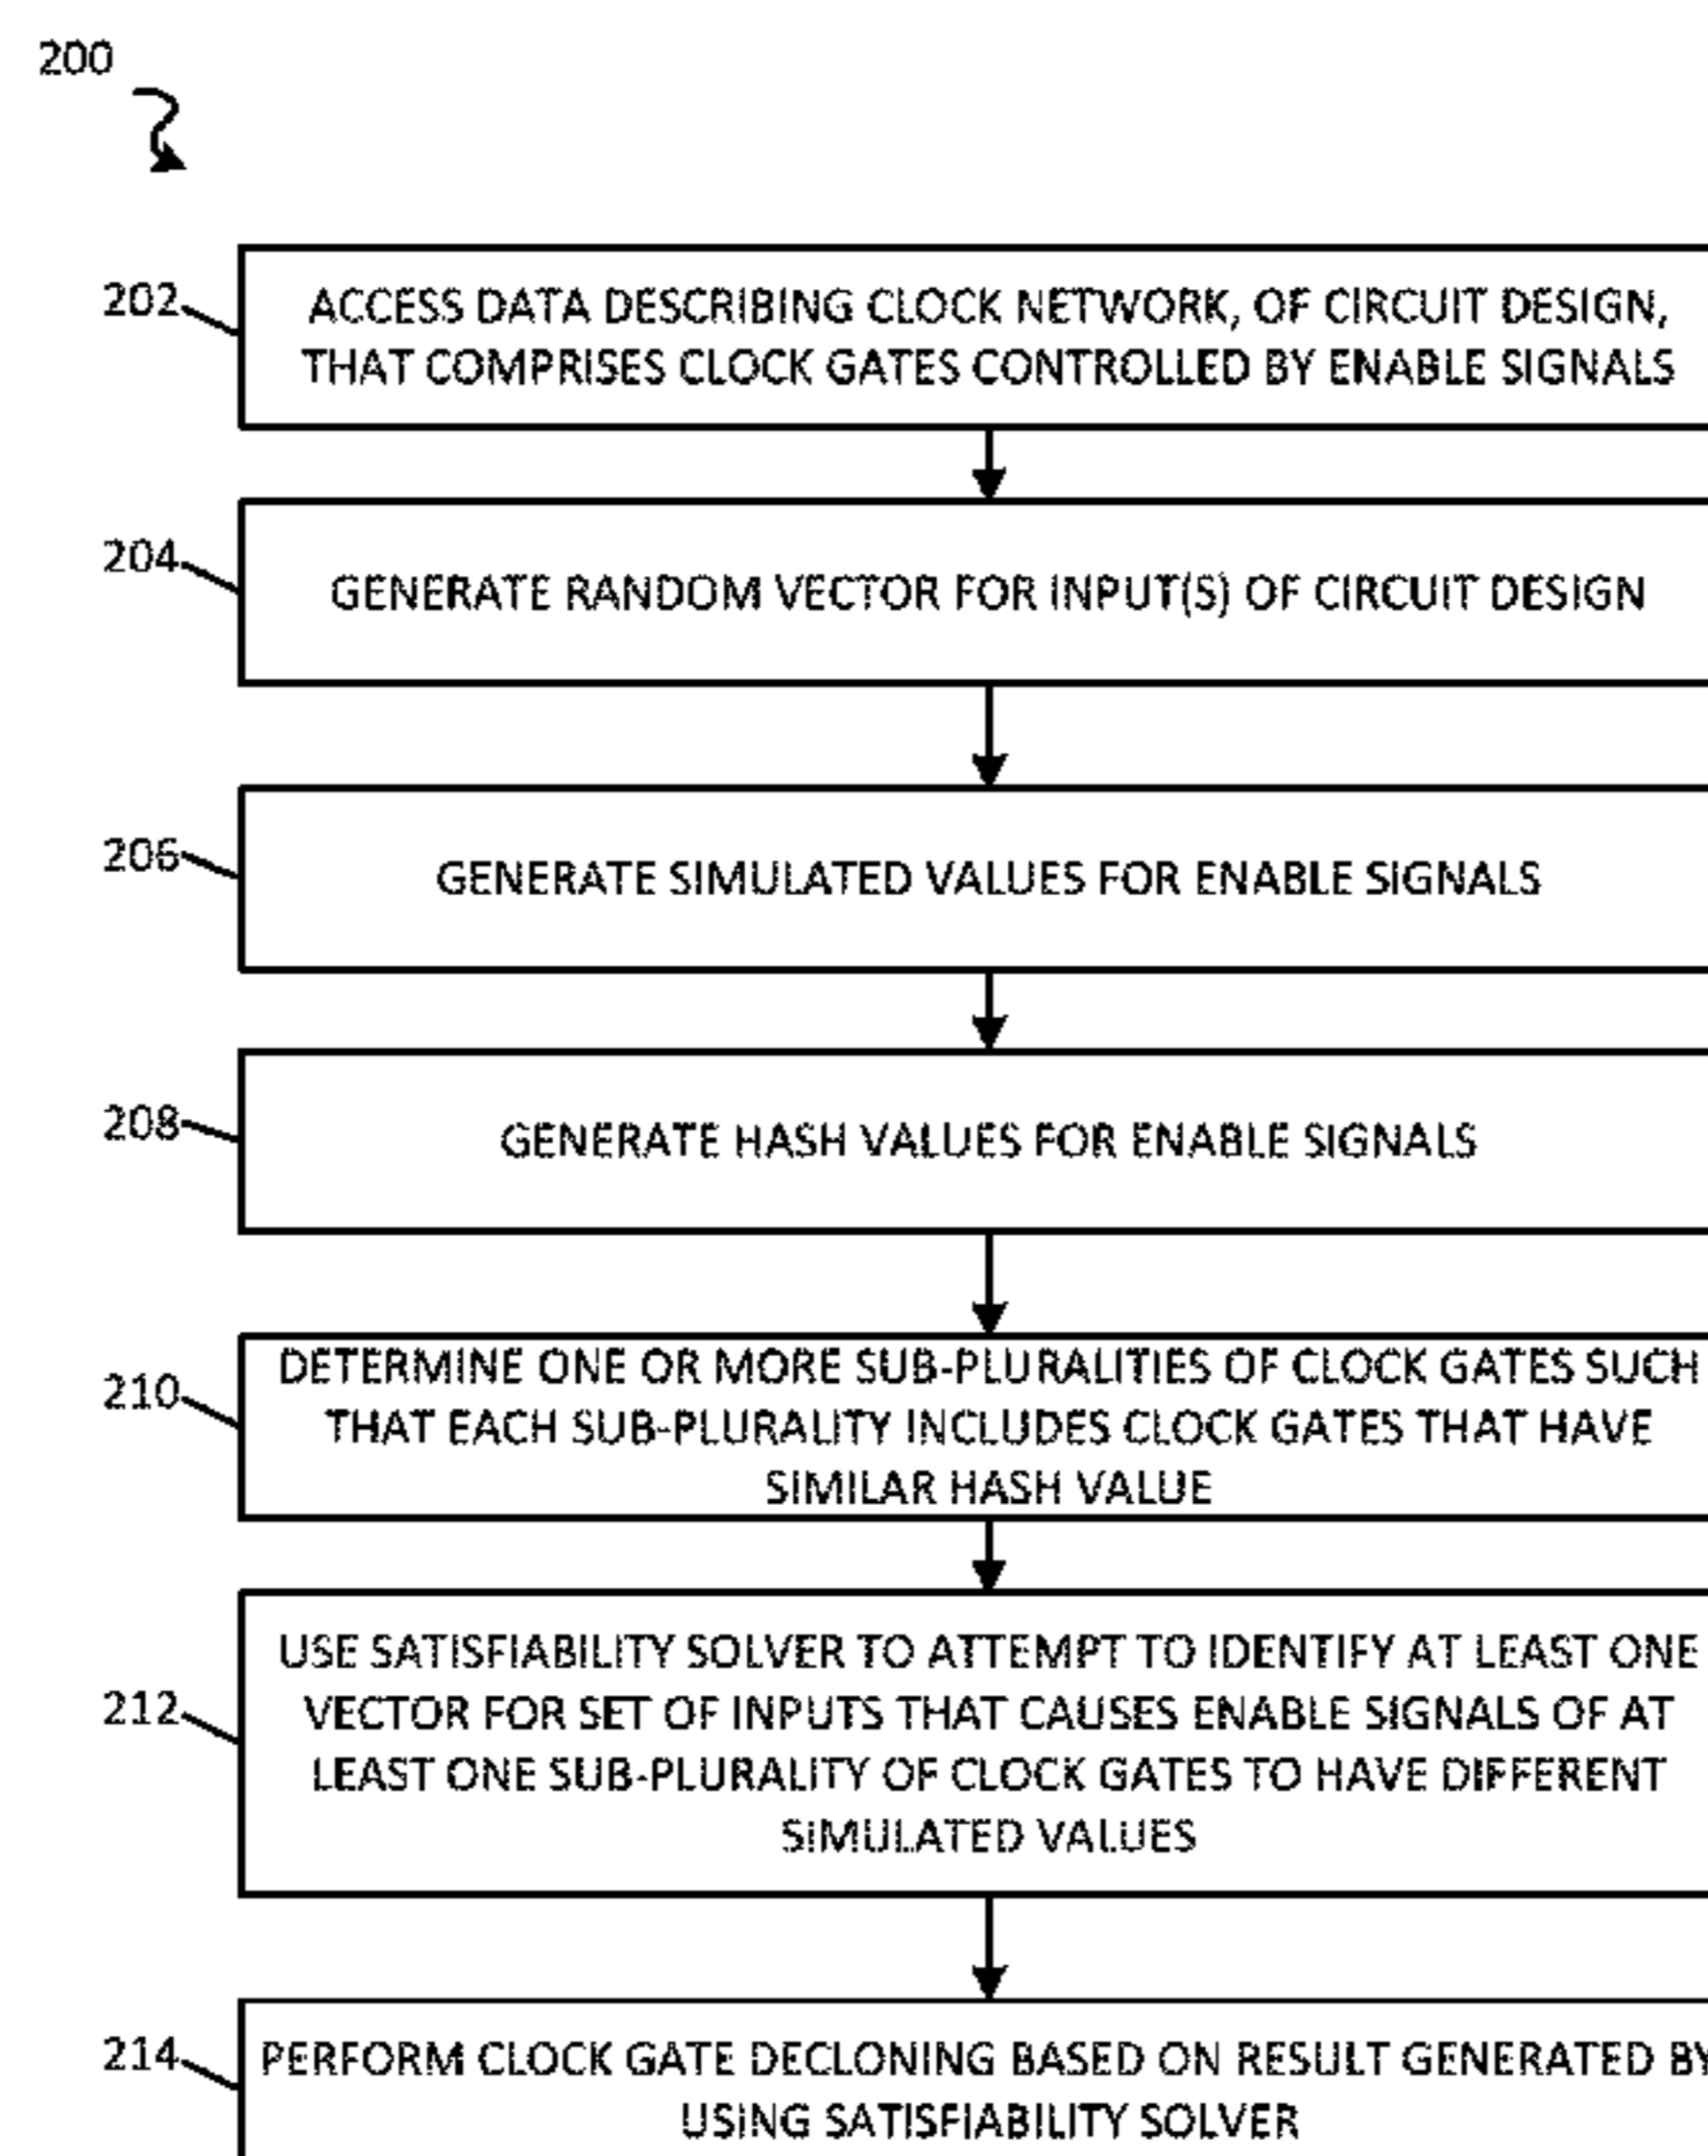 200
202
ACCESS DATA DESCRIBING CLOCK NETWORK, OF CIRCUIT DESIGN,
THAT COMPRISES CLOCK GATES CONTROLLED BY ENABLE SIGNALS
204
GENERATE RANDOM VECTOR FOR INPUT(S) OF CIRCUIT DESIGN
206
GENERATE SIMULATED VALUES FOR ENABLE SIGNALS
208
GENERATE HASH VALUES FOR ENABLE SIGNALS
210
DETERMINE ONE OR MORE SUB-PLURALITIES OF CLOCK GATES SUCH
THAT EACH SUB-PLURALITY INCLUDES CLOCK GATES THAT HAVE
SIMILAR HASH VALUE
212
USE SATISFIABILITY SOLVER TO ATTEMPT TO IDENTIFY AT LEAST ONE
VECTOR FOR SET OF INPUTS THAT CAUSES ENABLE SIGNALS OF AT
LEAST ONE SUB-PLURALITY OF CLOCK GATES TO HAVE DIFFERENT
SIMULATED VALUES
214
PERFORM CLOCK GATE DECLONING BASED ON RESULT GENERATED BY
USING SATISFIABILITY SOLVER